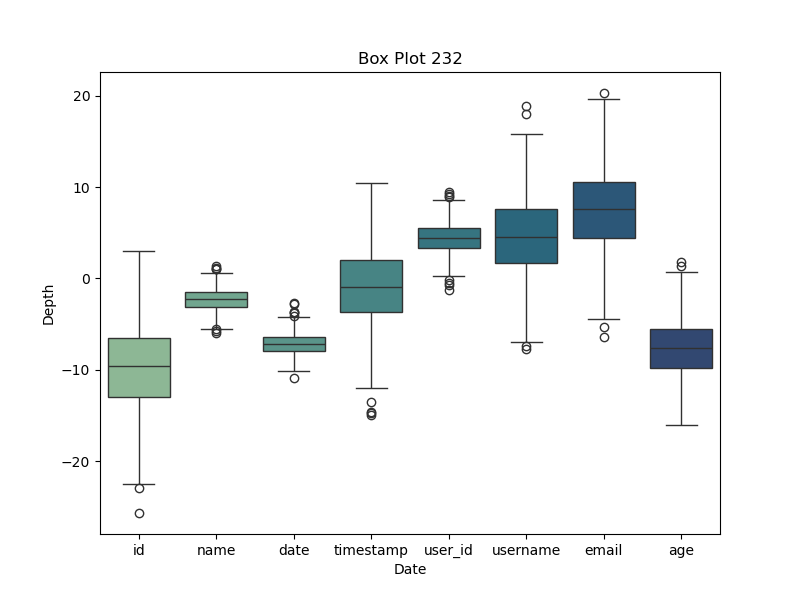 Box Plot 232
Depth
20
10
0
−10
−20
id name date timestamp user_id username email age
Date